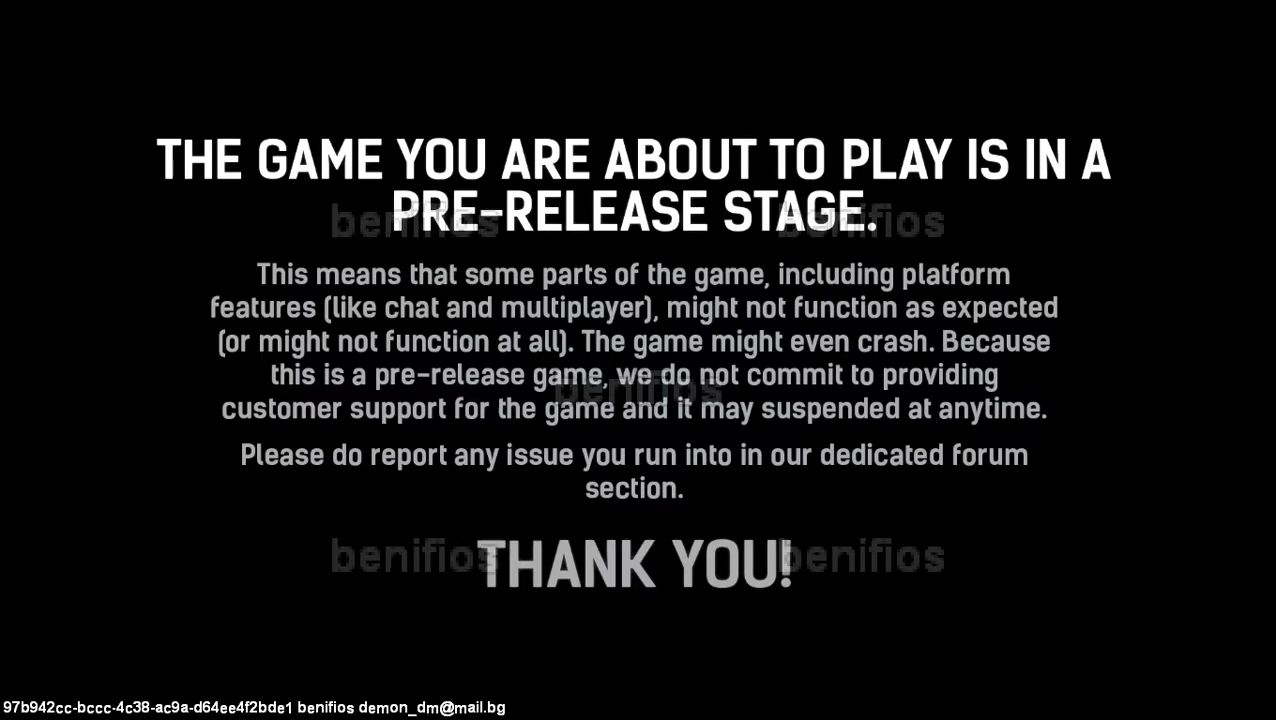 THE GAME YOU ARE ABOUT TO PLAY IS IN A
PRE-RELEASE STAGE.
benifios benifios
This means that some parts of the game, including platform
features (like chat and multiplayer), might not function as expected
(or might not function at all). The game might even crash. Because
this is a pre-release game, we do not commit to providing
benifios
customer support for the game and it may suspended at anytime.
Please do report any issue you run into in our dedicated forum
section.
THANK YOU!
benifios benifios
97b942cc-bccc-4c38-ac9a-d64ee4f2bde1 benifios demon_dm@mail.bg